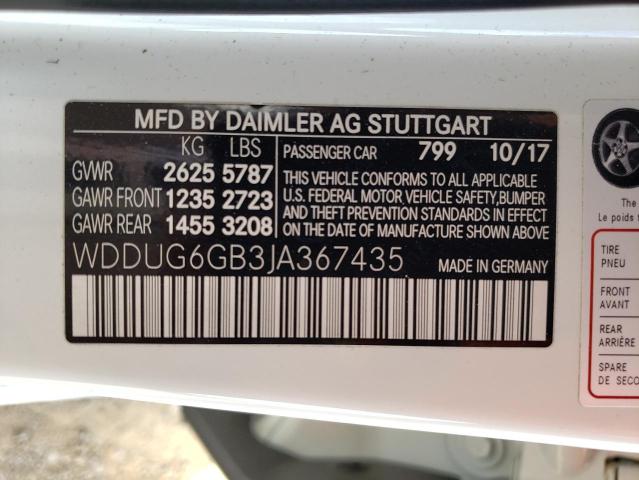 MFD BY DAIMLER AG STUTTGART
KG LBS
GVWR 2625 5787
GAWR FRONT 1235 2723
GAWR REAR 1455 3208
PASSENGER CAR 799 10/17
THIS VEHICLE CONFORMS TO ALL APPLICABLE
U.S. FEDERAL MOTOR VEHICLE SAFETY,BUMPER
AND THEFT PREVENTION STANDARDS IN EFFECT
ON THE DATE OF MANUFACTURE SHOWN ABOVE.
WDDUG6GB3JA367435 MADE IN GERMANY
The
Le poids
TIRE
PNEU
FRONT
AVANT
REAR
ARRIÈRE
SPARE
DE SECO